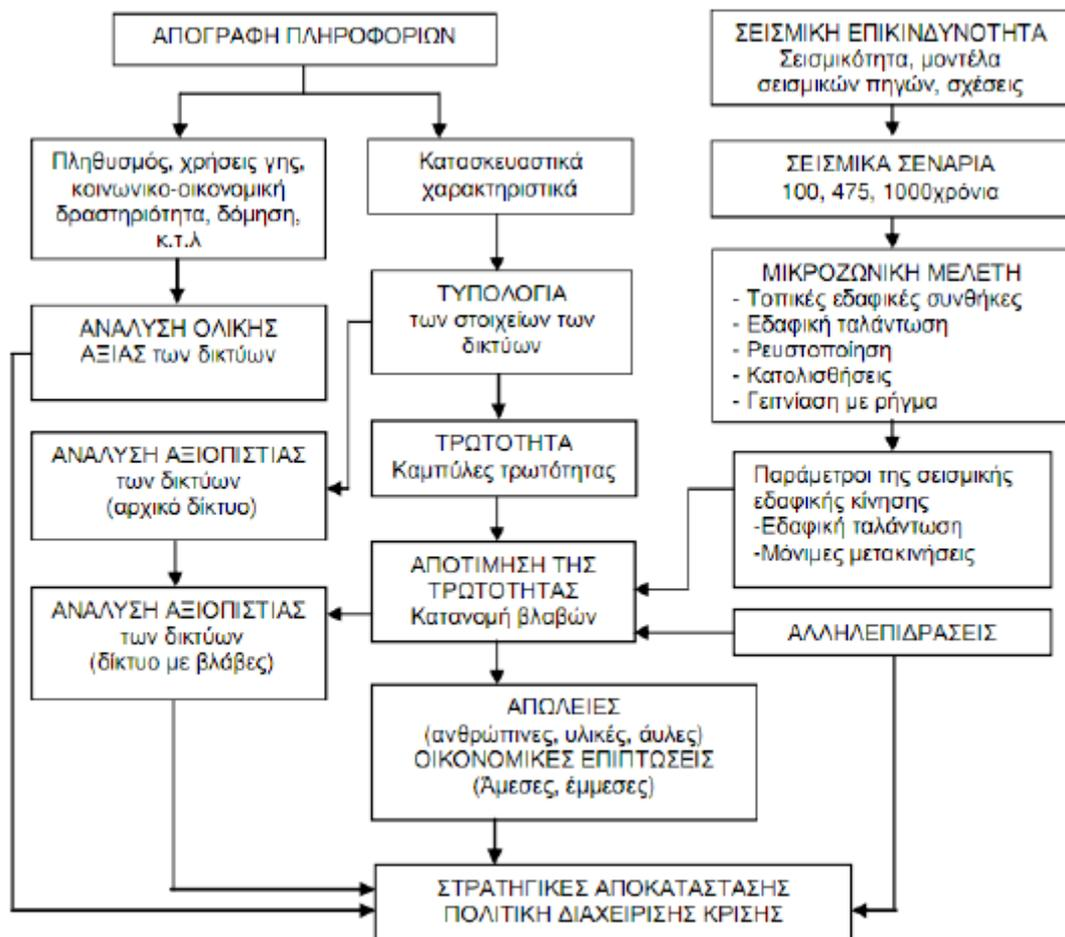 ΑΠΟΓΡΑΦΗ ΠΛΗΡΟΦΟΡΙΩΝ
ΣΕΙΣΜΙΚΗ ΕΠΙΚΙΝΔΥΝΟΤΗΤΑ
Σεισμικότητα, μοντέλα
σεισμικών πηγών, σχέσεις
Πληθυσμός, χρήσεις γης,
κοινωνικο-οικονομική
δραστηριότητα, δόμηση,
κ.τ.λ
Κατασκευαστικά
χαρακτηριστικά
ΣΕΙΣΜΙΚΑ ΣΕΝΑΡΙΑ
100, 475, 1000χρόνια
ΑΝΑΛΥΣΗ ΟΛΙΚΗΣ
ΑΞΙΑΣ των δικτύων
ΤΥΠΟΛΟΓΙΑ
των στοιχείων των
δικτύων
ΜΙΚΡΟΖΩΝΙΚΗ ΜΕΛΕΤΗ
- Τοπικές εδαφικές συνθήκες
- Εδαφική ταλάντωση
- Ρευστοποίηση
- Κατολισθήσεις
- Γειτνίαση με ρήγμα
ΑΝΑΛΥΣΗ ΑΞΙΟΠΙΣΤΙΑΣ
των δικτύων
(αρχικό δίκτυο)
ΤΡΩΤΟΤΗΤΑ
Καμπύλες τρωτότητας
Παράμετροι της σεισμικής
εδαφικής κίνησης
-Εδαφική ταλάντωση
-Μόνιμες μετακινήσεις
ΑΝΑΛΥΣΗ ΑΞΙΟΠΙΣΤΙΑΣ
των δικτύων
(δίκτυο με βλάβες)
ΑΠΟΤΙΜΗΣΗ ΤΗΣ
ΤΡΩΤΟΤΗΤΑΣ
Κατανομή βλαβών
ΑΛΛΗΛΕΠΙΔΡΑΣΕΙΣ
ΑΠΩΛΕΙΕΣ
(ανθρώπινες, υλικές, άυλες)
ΟΙΚΟΝΟΜΙΚΕΣ ΕΠΙΠΤΩΣΕΙΣ
(Άμεσες, έμμεσες)
ΣΤΡΑΤΗΓΙΚΕΣ ΑΠΟΚΑΤΑΣΤΑΣΗΣ
ΠΟΛΙΤΙΚΗ ΔΙΑΧΕΙΡΙΣΗΣ ΚΡΙΣΗΣ